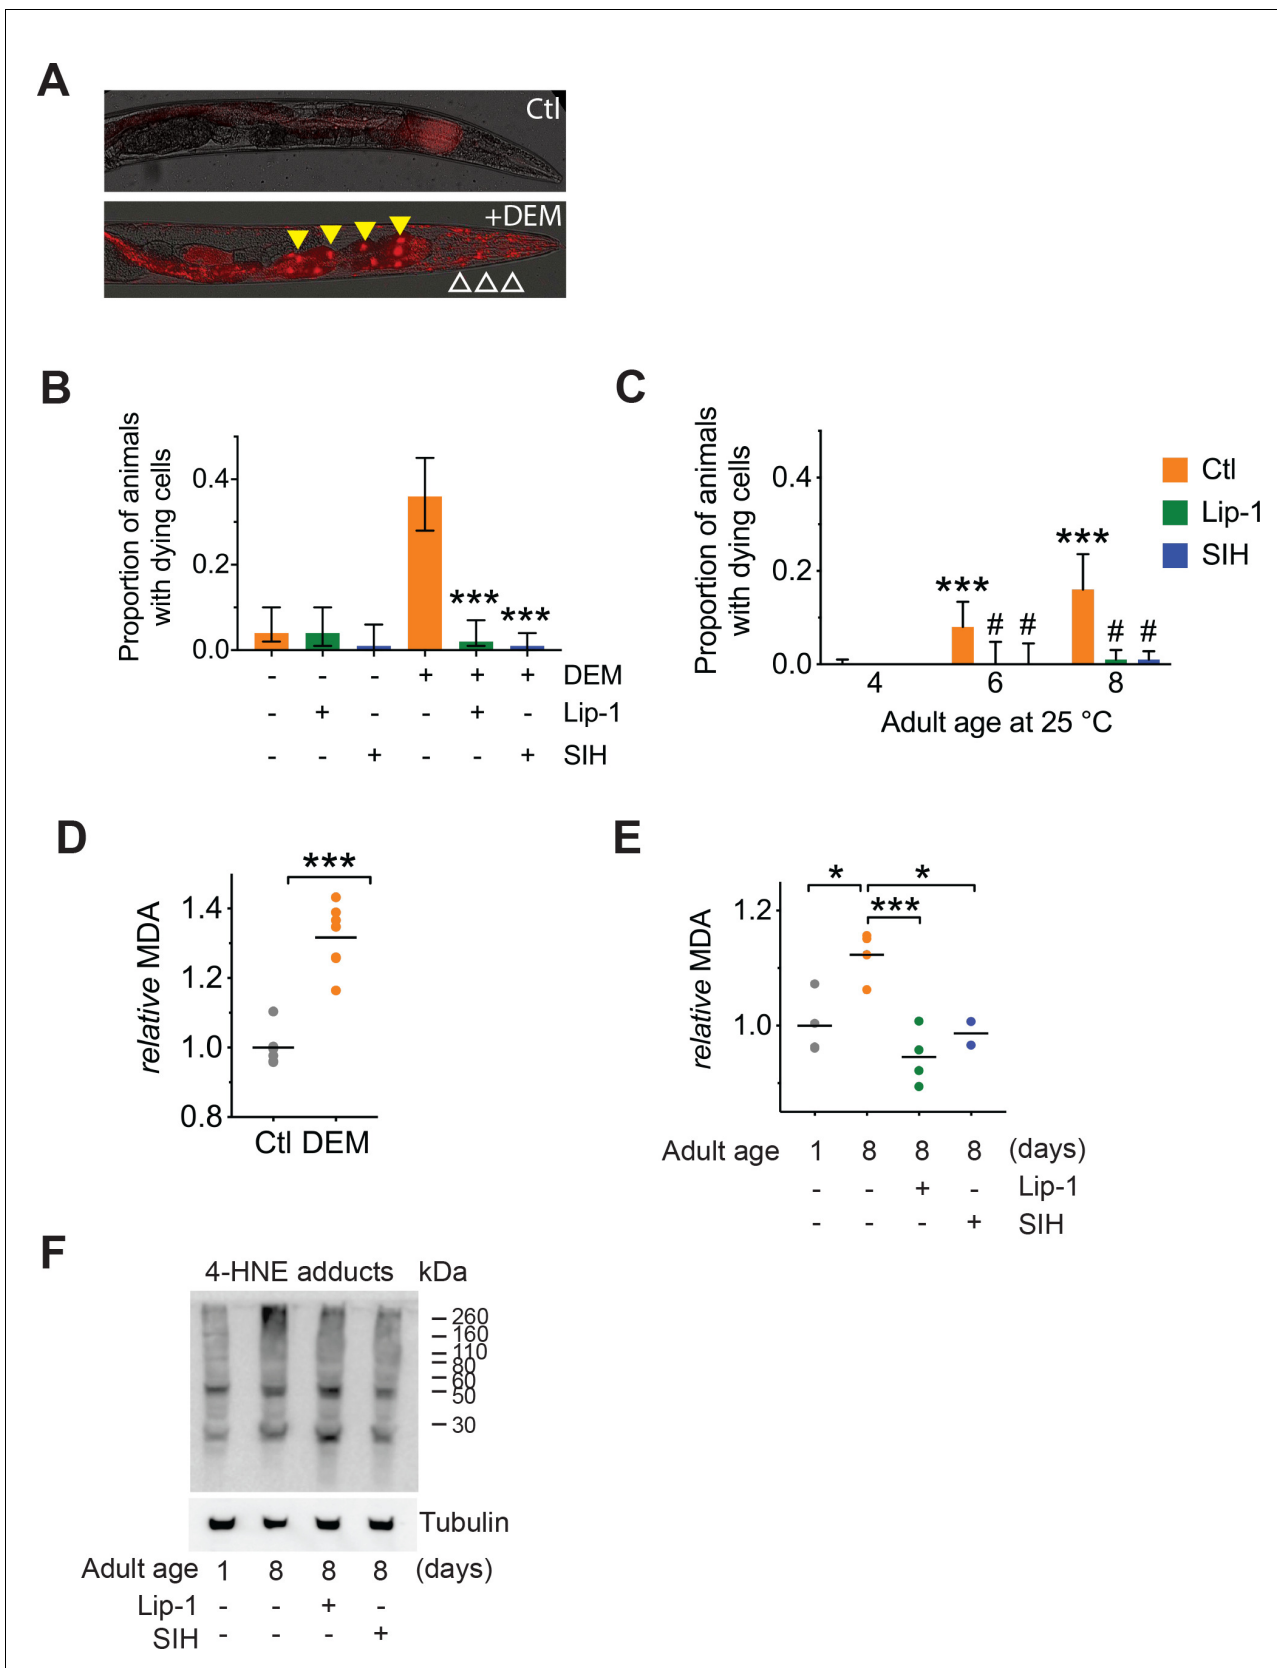 A
Ctl
+DEM
B
Proportion of animals
with dying cells
0.4
0.2
0.0
*** ***
- - - + + + DEM
- + - - + - Lip-1
- - + - - + SIH
C
Proportion of animals
with dying cells
0.4
0.2
0.0
*** # # *** # #
4 6 8
Adult age at 25 °C
Ctl
Lip-1
SIH
D
relative MDA
1.4
1.2
1.0
0.8
***
Ctl DEM
E
relative MDA
1.2
1.0
* *
***
Adult age 1 8 8 8 (days)
- - + - Lip-1
- - - + SIH
F
4-HNE adducts kDa
260
160
110
80
60
50
30
Tubulin
Adult age 1 8 8 8 (days)
Lip-1 - - + -
SIH - - - +